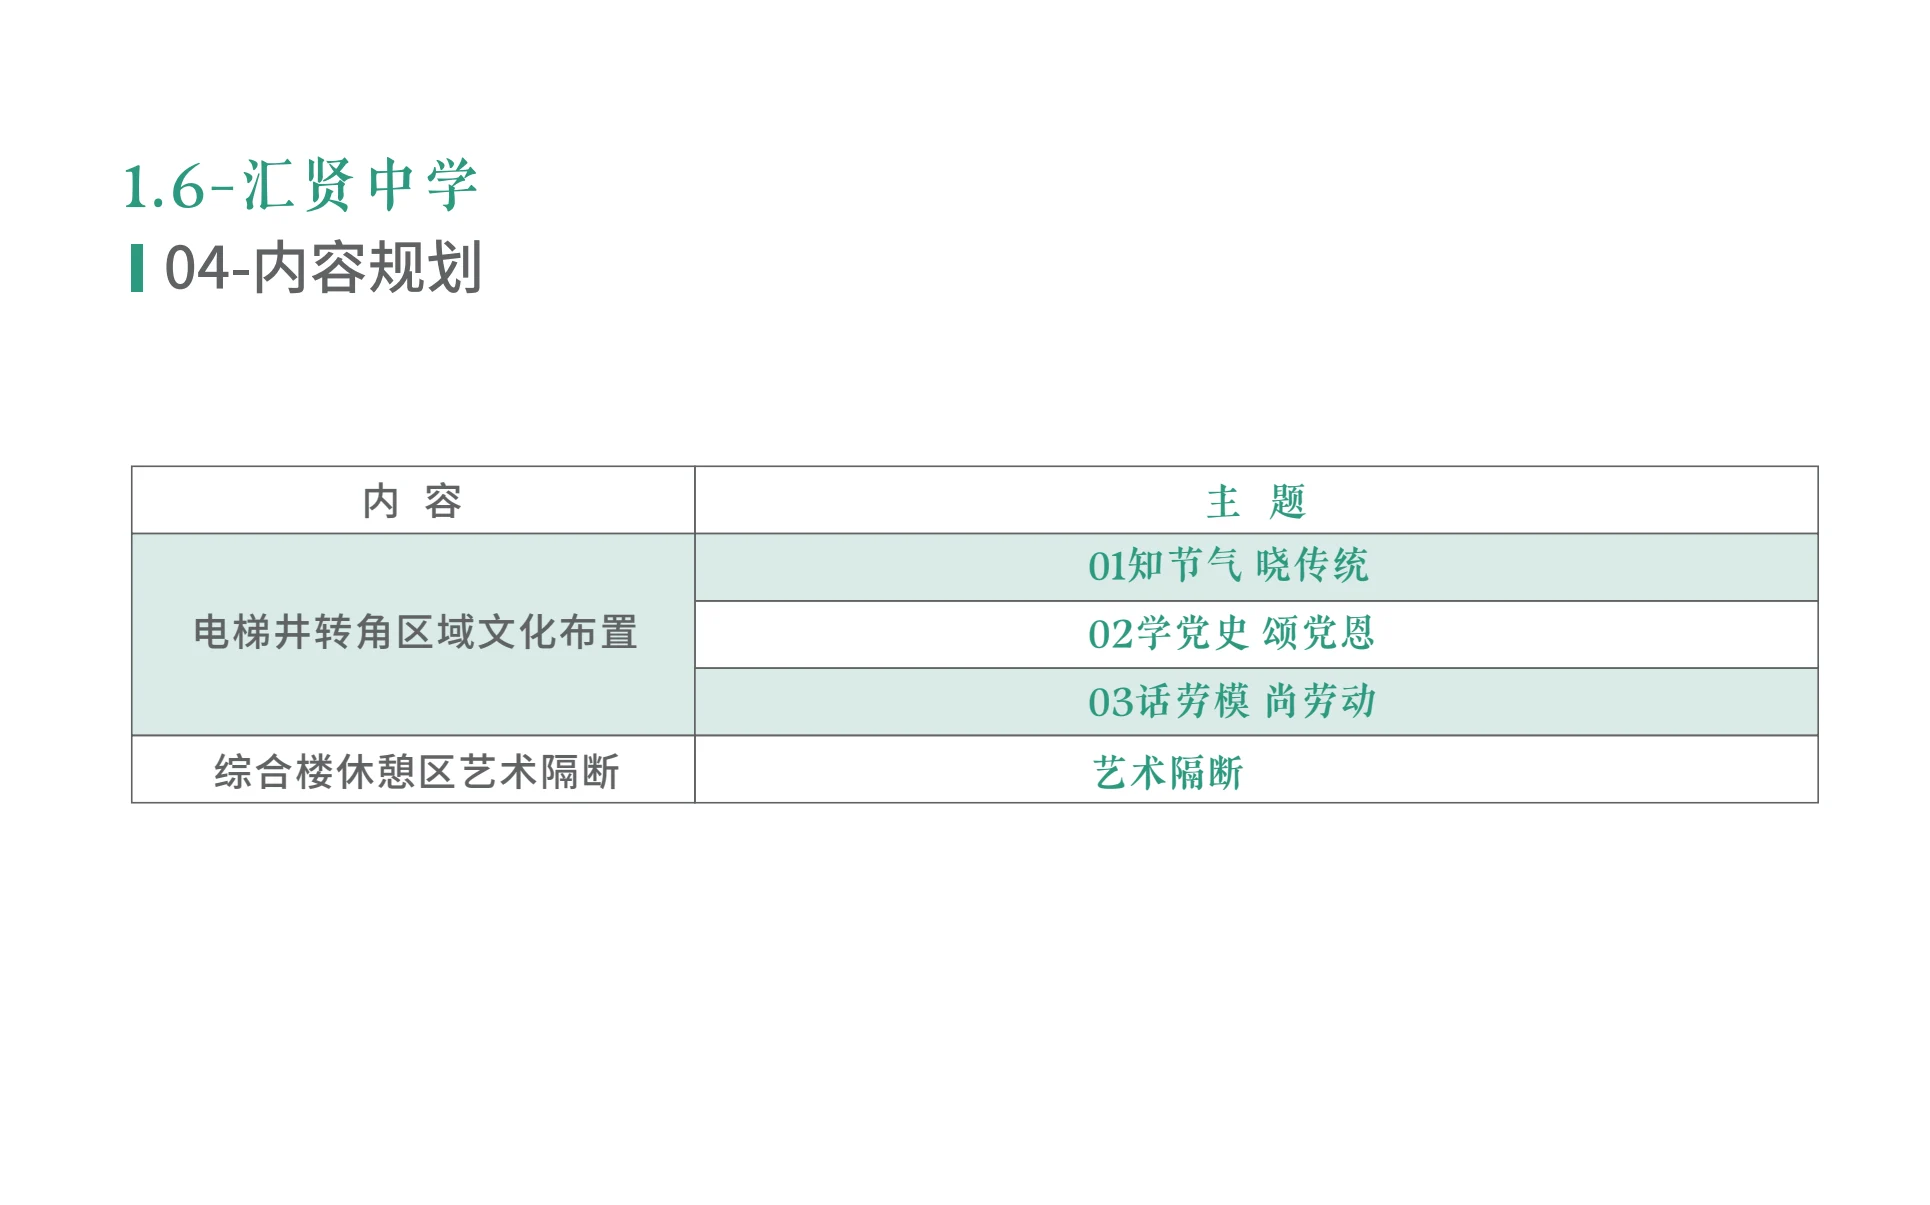 1.6-汇贤中学
04-内容规划
内 容 主 题
电梯井转角区域文化布置
01知节气 晓传统
02学党史 颂党恩
03话劳模 尚劳动
综合楼休憩区艺术隔断 艺术隔断